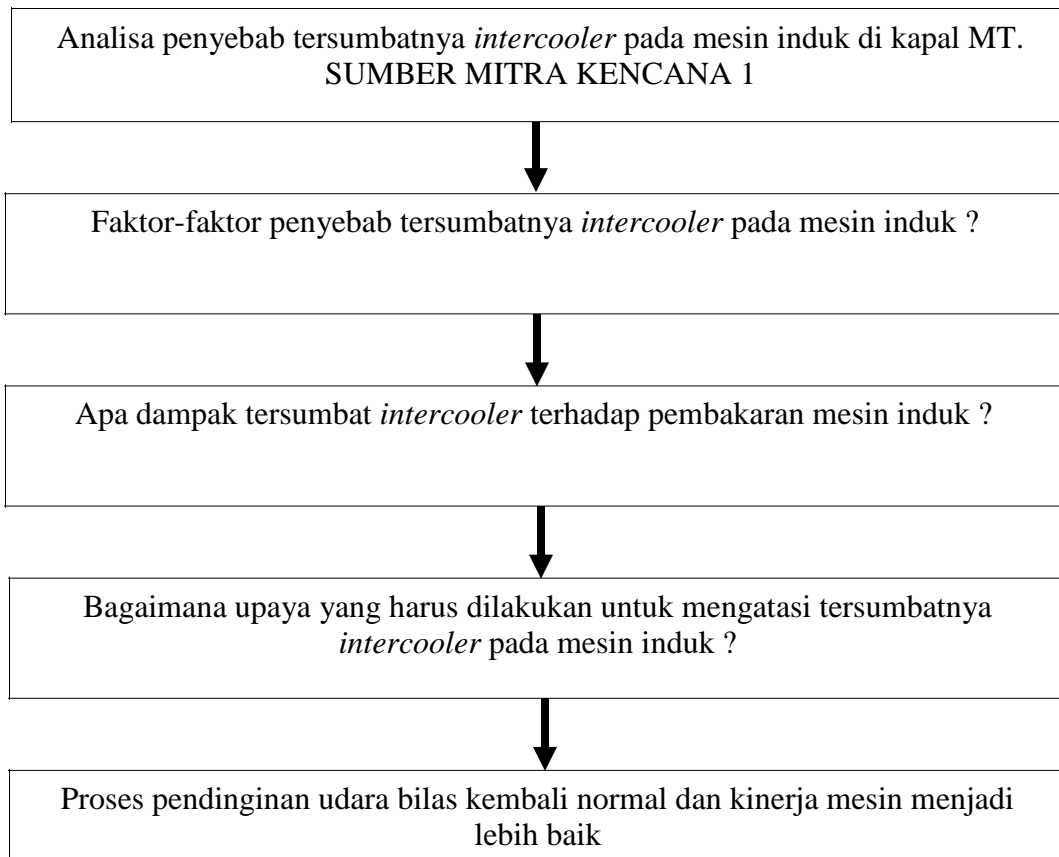 Analisa penyebab tersumbatnya intercooler pada mesin induk di kapal MT.
SUMBER MITRA KENCANA 1
Faktor-faktor penyebab tersumbatnya intercooler pada mesin induk ?
Apa dampak tersumbat intercooler terhadap pembakaran mesin induk ?
Bagaimana upaya yang harus dilakukan untuk mengatasi tersumbatnya
intercooler pada mesin induk ?
Proses pendinginan udara bilas kembali normal dan kinerja mesin menjadi
lebih baik